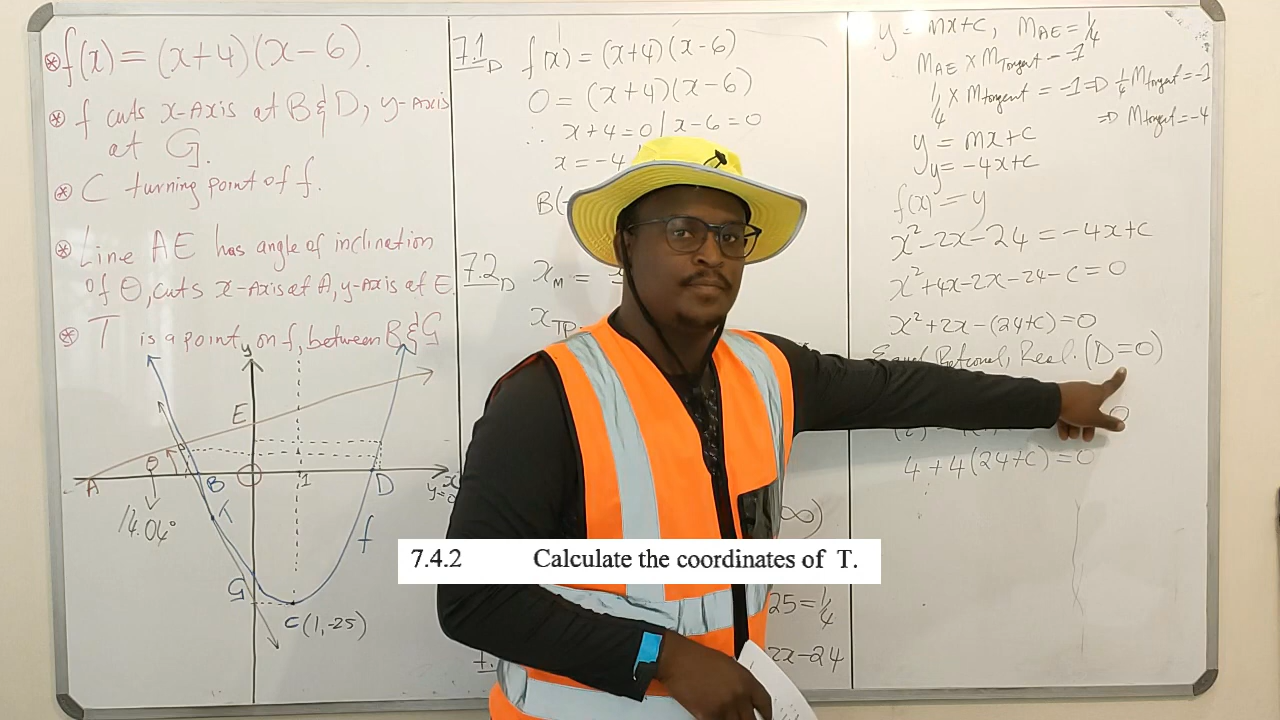 ⊛ f(x) = (x+4)(x-6).
⊛ f cuts x-Axis at B & D, y-Axis
at G.
⊛ C turning point of f.
⊛ Line AE has angle of inclination
of θ, cuts x-Axis at A, y-Axis at E.
⊛ T is a point on f, between B & G
y
E
θ
A
B
1
D
x
14.04°
T
f
G
C (1,-25)
7.1
f(x) = (x+4)(x-6)
0 = (x+4)(x-6)
∴ x+4=0 / x-6=0
x = -4
B(-
7.2
x_M =
x_TP
∞)
25 = 1/4
2x-24
y = mx+c, M_AE = 1/4
M_AE × M_Tangent = -1
1/4 × M_tangent = -1 ⇒ 1/4 M_tangent = -1
⇒ M_tangent = -4
y = mx+c
y = -4x+c
f(x) = y
x²-2x-24 = -4x+c
x²+4x-2x-24-c = 0
x²+2x-(24+c) = 0
Equal, Rational, Real. (D=0)
0
4 + 4(24+c) = 0
7.4.2 Calculate the coordinates of T.